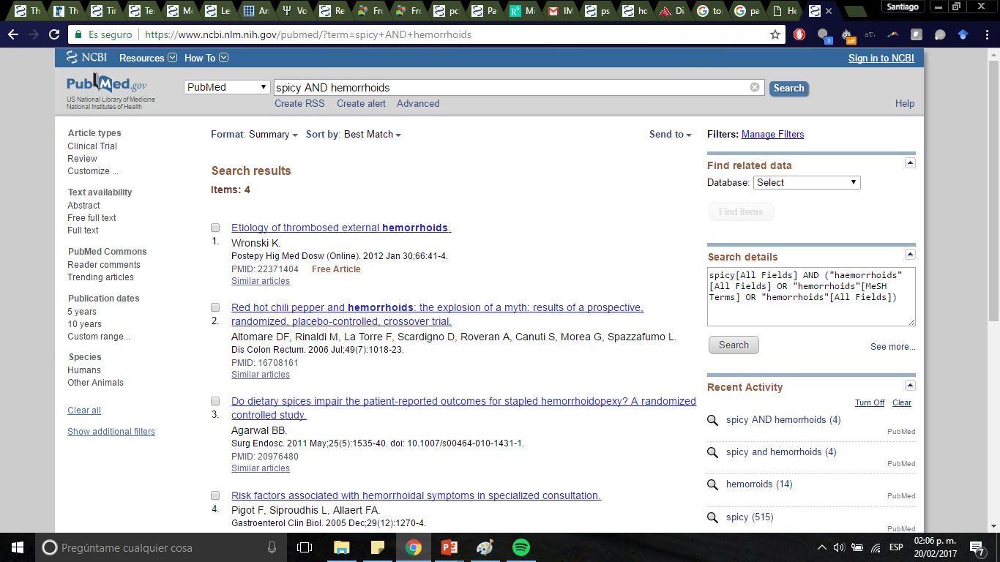 Th
Th
Tir
Te
Me
Le
Ar
Vo
Re
Fro
Fro
pc
Pa
Mi
IM
ps
ho
Di
to
pa
He
Santiago
Es seguro
https://www.ncbi.nlm.nih.gov/pubmed/?term=spicy+AND+hemorrhoids
NCBI Resources How To
Sign in to NCBI
PubMed.gov
US National Library of Medicine
National Institutes of Health
PubMed
spicy AND hemorrhoids
Search
Create RSS Create alert Advanced
Help
Article types
Clinical Trial
Review
Customize ...
Text availability
Abstract
Free full text
Full text
PubMed Commons
Reader comments
Trending articles
Publication dates
5 years
10 years
Custom range...
Species
Humans
Other Animals
Clear all
Show additional filters
Format: Summary Sort by: Best Match
Send to
Search results
Items: 4
Etiology of thrombosed external hemorrhoids.
1.
Wronski K.
Postepy Hig Med Dosw (Online). 2012 Jan 30;66:41-4.
PMID: 22371404 Free Article
Similar articles
Red hot chili pepper and hemorrhoids: the explosion of a myth: results of a prospective,
2. randomized, placebo-controlled, crossover trial.
Altomare DF, Rinaldi M, La Torre F, Scardigno D, Roveran A, Canuti S, Morea G, Spazzafumo L.
Dis Colon Rectum. 2006 Jul;49(7):1018-23.
PMID: 16708161
Similar articles
Do dietary spices impair the patient-reported outcomes for stapled hemorrhoidopexy? A randomized
3. controlled study.
Agarwal BB.
Surg Endosc. 2011 May;25(5):1535-40. doi: 10.1007/s00464-010-1431-1.
PMID: 20976480
Similar articles
Risk factors associated with hemorrhoidal symptoms in specialized consultation.
4. Pigot F, Siproudhis L, Allaert FA.
Gastroenterol Clin Biol. 2005 Dec;29(12):1270-4.
Filters: Manage Filters
Find related data
Database: Select
Find items
Search details
spicy[All Fields] AND ("haemorrhoids"
[All Fields] OR "hemorrhoids"[MeSH
Terms] OR "hemorrhoids"[All Fields])
Search
See more...
Recent Activity
Turn Off Clear
spicy AND hemorrhoids (4)
PubMed
spicy and hemorrhoids (4)
PubMed
hemorroids (14)
PubMed
spicy (515)
PubMed
Pregúntame cualquier cosa
ESP
02:06 p. m.
20/02/2017
7